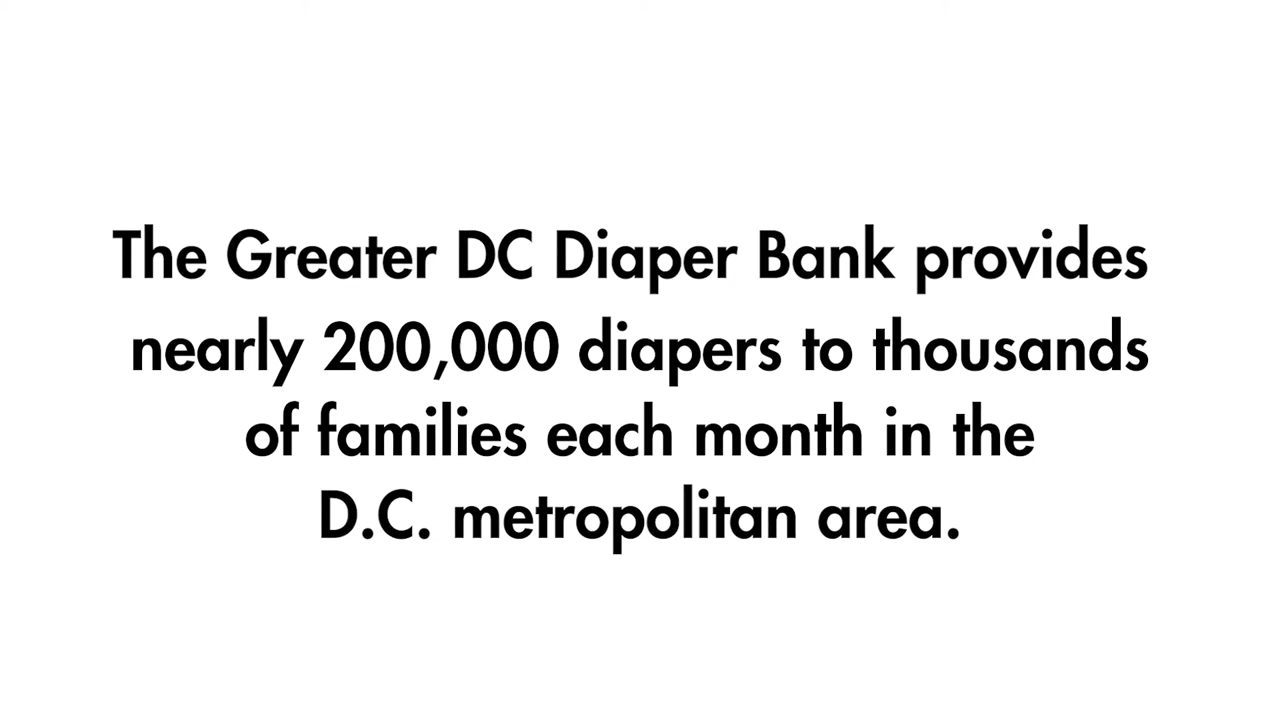 The Greater DC Diaper Bank provides
nearly 200,000 diapers to thousands
of families each month in the
D.C. metropolitan area.